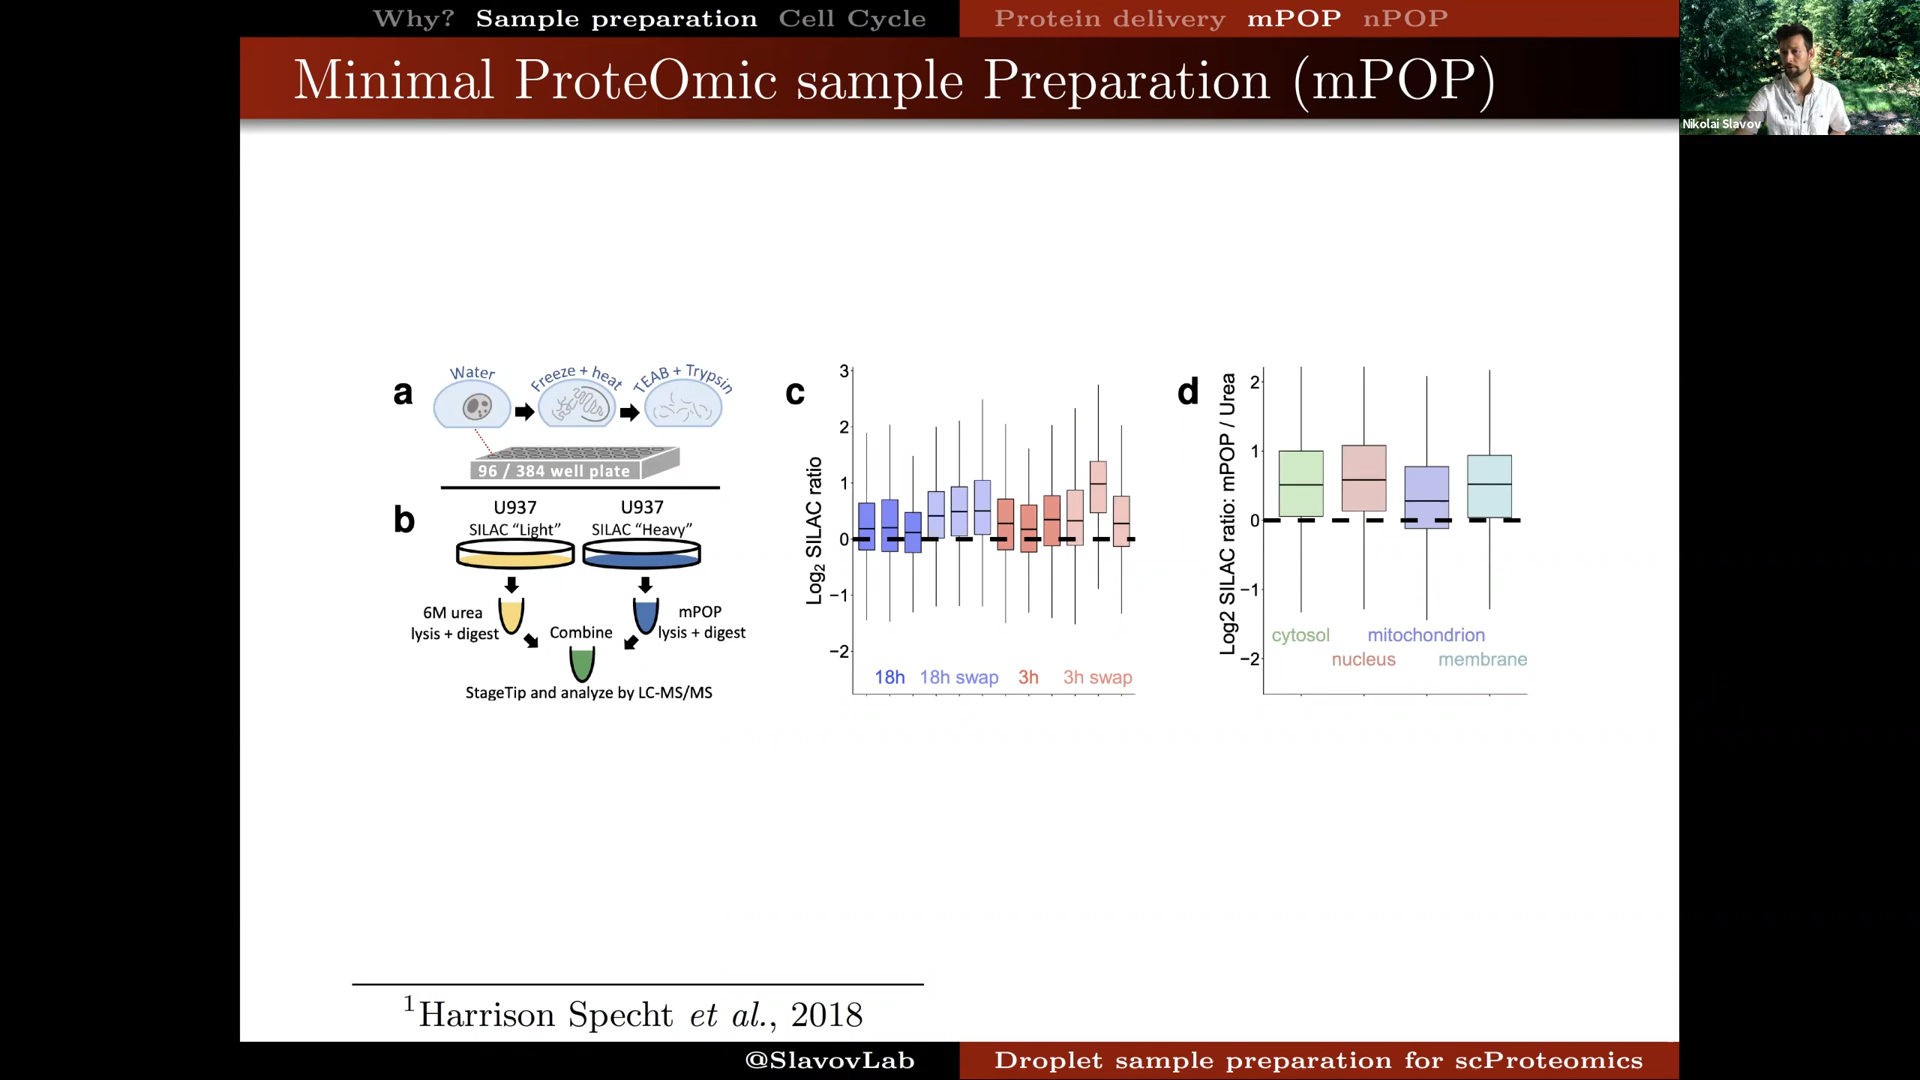 Why? Sample preparation Cell Cycle
Protein delivery mPOP nPOP
Minimal ProteOmic sample Preparation (mPOP)
Nikolai Slavov
a
Water
Freeze + heat
TEAB + Trypsin
96 / 384 well plate
b
U937
SILAC “Light”
U937
SILAC “Heavy”
6M urea
lysis + digest
mPOP
lysis + digest
Combine
StageTip and analyze by LC-MS/MS
c
Log2 SILAC ratio
3
2
1
0
−1
−2
18h 18h swap 3h 3h swap
d
Log2 SILAC ratio: mPOP / Urea
2
1
0
−1
−2
cytosol mitochondrion
nucleus membrane
1Harrison Specht et al., 2018
@SlavovLab
Droplet sample preparation for scProteomics